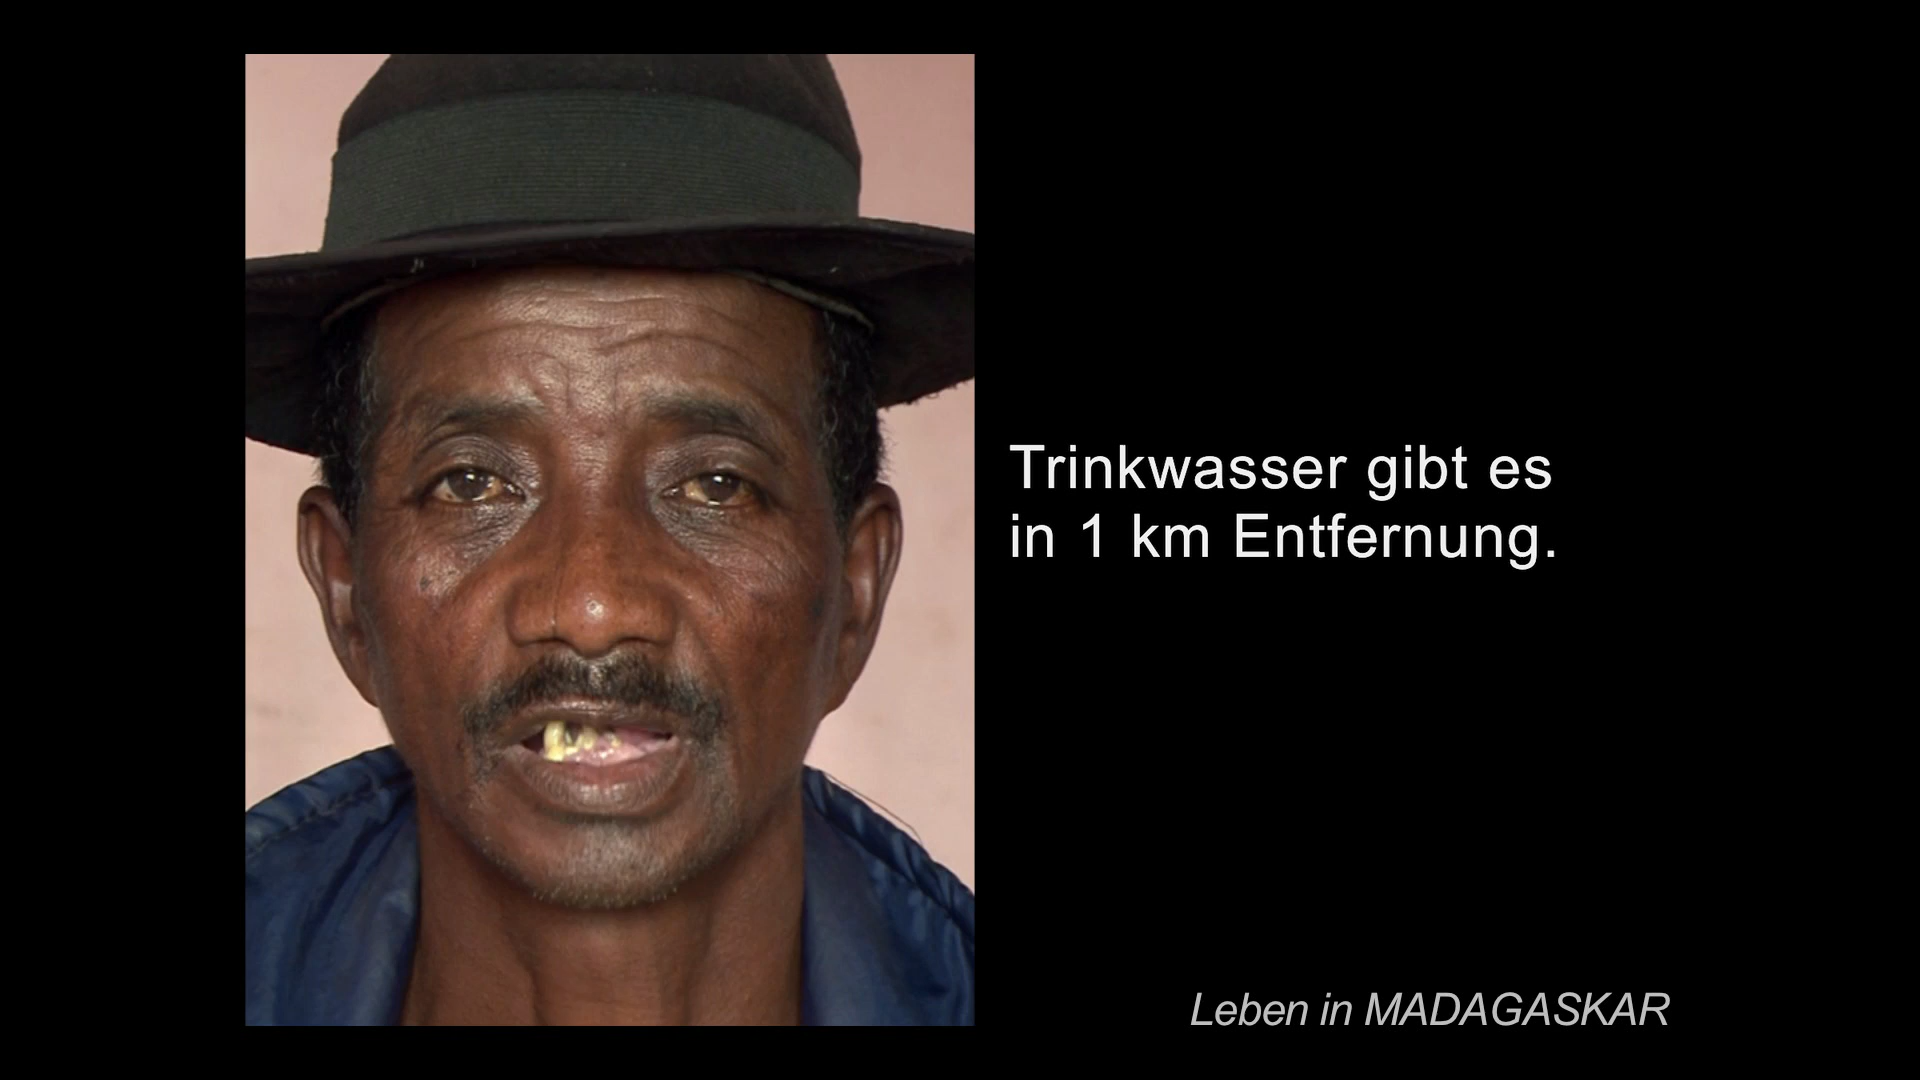 Trinkwasser gibt es
in 1 km Entfernung.
Leben in MADAGASKAR